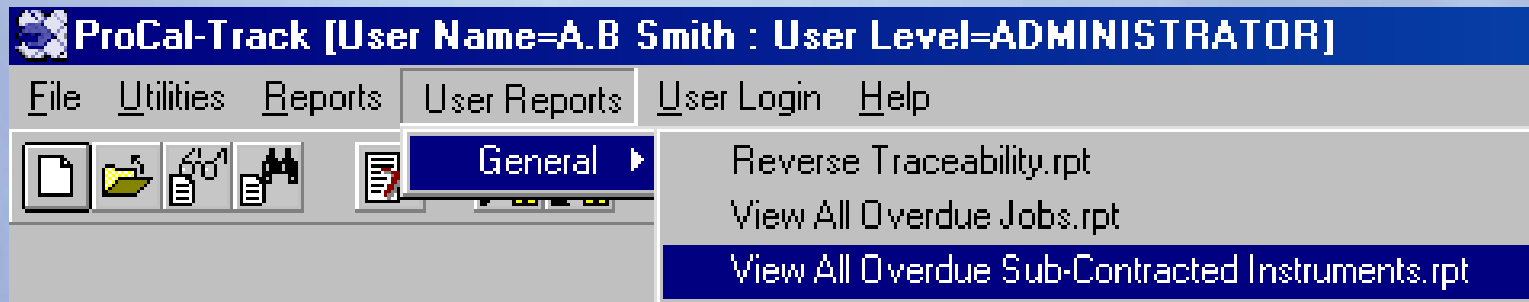 ProCal-Track [User Name=A.B Smith : User Level=ADMINISTRATOR]
File Utilities Reports User Reports User Login Help
General
Reverse Traceability.rpt
View All Overdue Jobs.rpt
View All Overdue Sub-Contracted Instruments.rpt